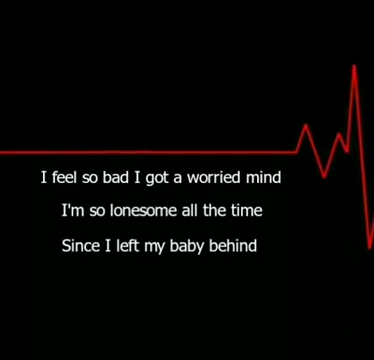 I feel so bad I got a worried mind
I'm so lonesome all the time
Since I left my baby behind